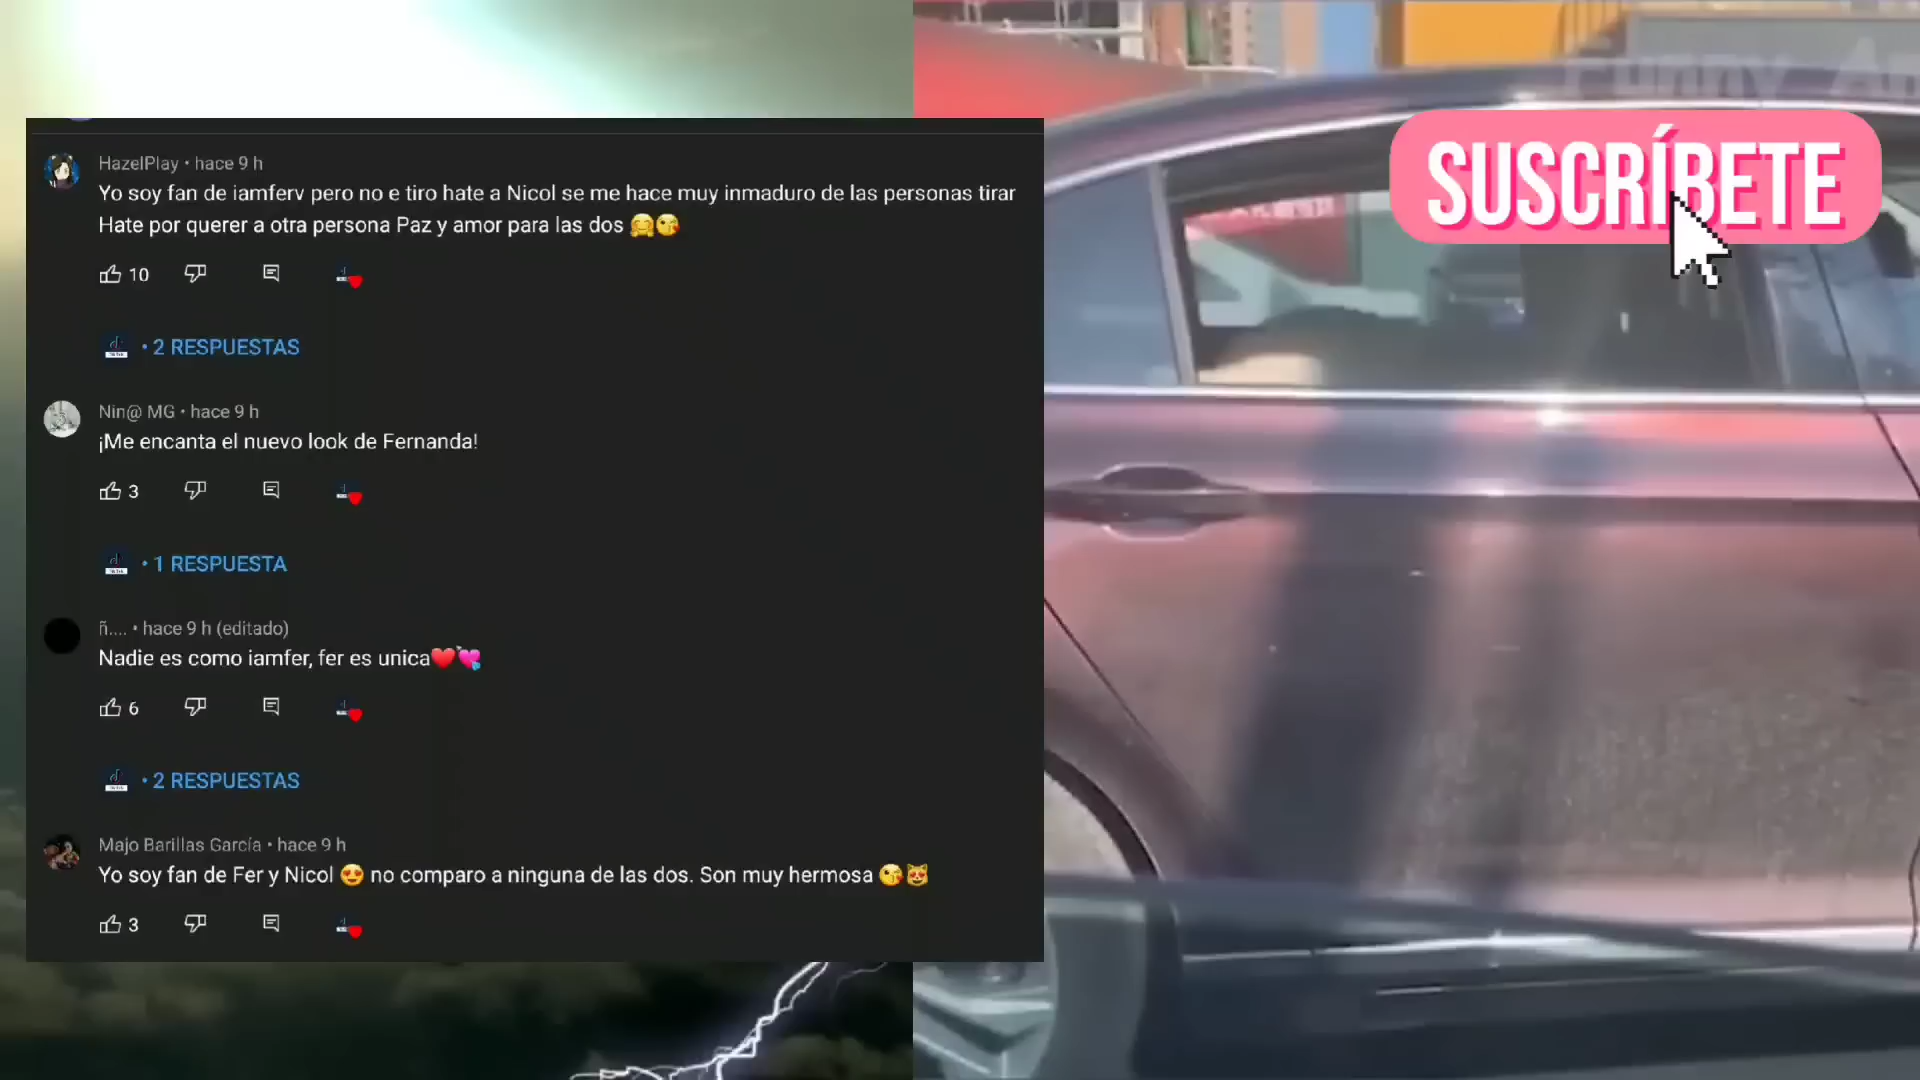 Funny
SUSCRÍBETE
HazelPlay • hace 9 h
Yo soy fan de iamferv pero no e tiro hate a Nicol se me hace muy inmaduro de las personas tirar
Hate por querer a otra persona Paz y amor para las dos 🤗😘
10
• 2 RESPUESTAS
Nin@ MG • hace 9 h
¡Me encanta el nuevo look de Fernanda!
3
• 1 RESPUESTA
ñ.... • hace 9 h (editado)
Nadie es como iamfer, fer es unica❤️💘
6
• 2 RESPUESTAS
Majo Barillas García • hace 9 h
Yo soy fan de Fer y Nicol 😍 no comparo a ninguna de las dos. Son muy hermosa 😘😻
3